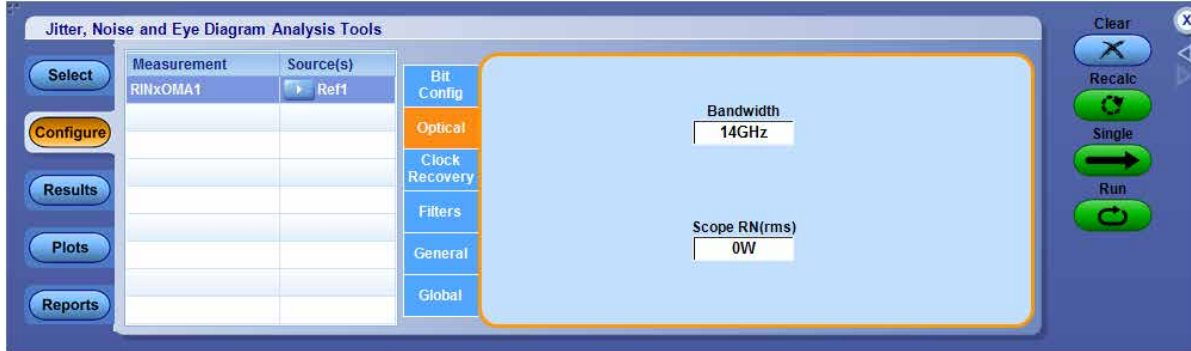 Jitter, Noise and Eye Diagram Analysis Tools
Select
Configure
Results
Plots
Reports
Measurement Source(s)
RINxOMA1 Ref1
Bit
Config
Optical
Clock
Recovery
Filters
General
Global
Bandwidth
14GHz
Scope RN(rms)
0W
Clear
X
Recalc
Single
Run